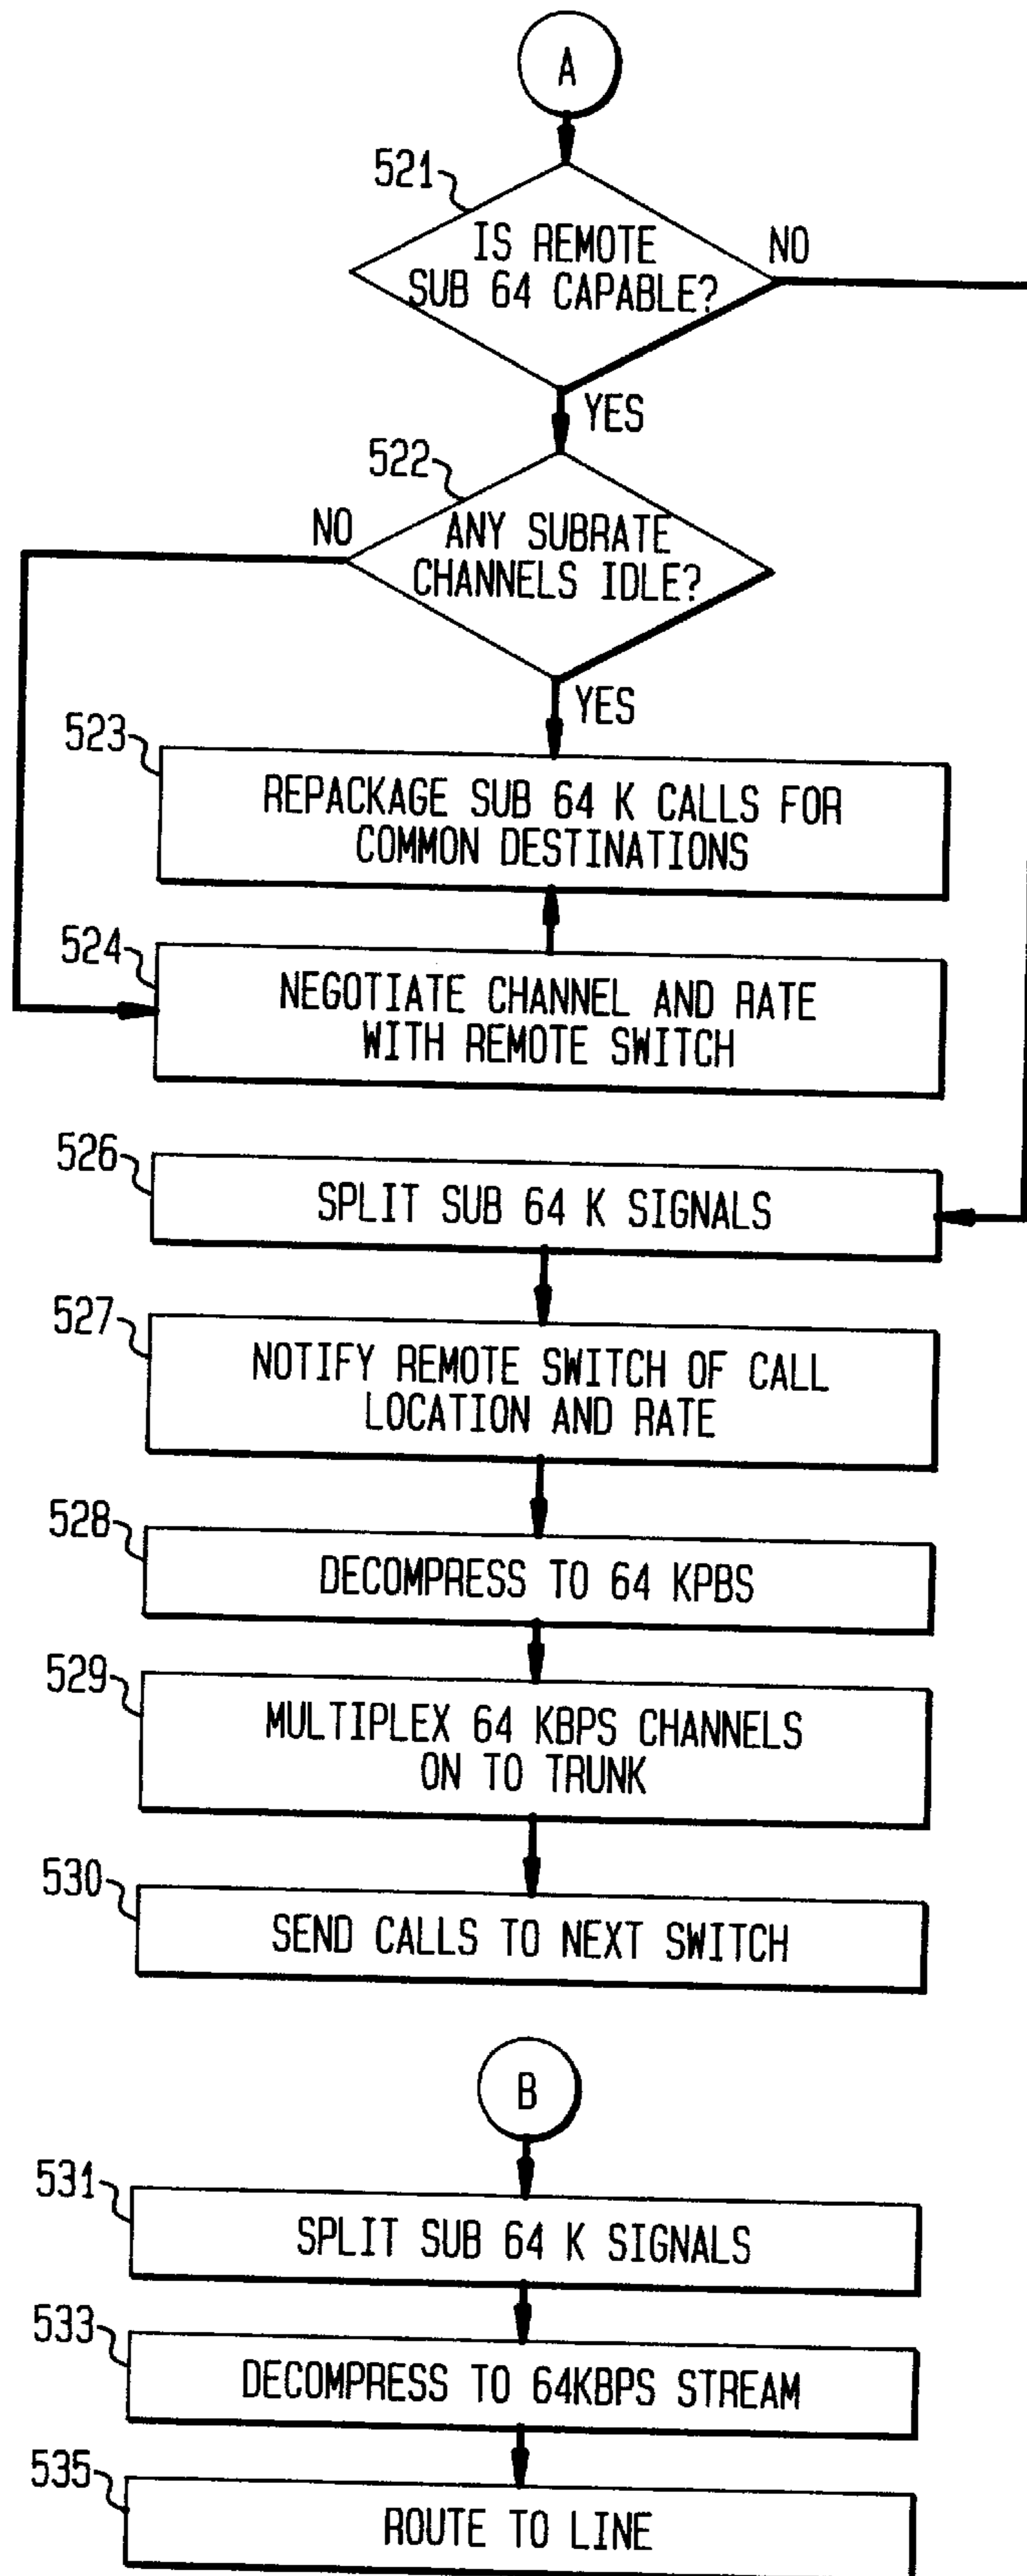 A
521
IS REMOTE
SUB 64 CAPABLE?
NO
YES
522
NO
ANY SUBRATE
CHANNELS IDLE?
YES
523
REPACKAGE SUB 64 K CALLS FOR
COMMON DESTINATIONS
524
NEGOTIATE CHANNEL AND RATE
WITH REMOTE SWITCH
526
SPLIT SUB 64 K SIGNALS
527
NOTIFY REMOTE SWITCH OF CALL
LOCATION AND RATE
528
DECOMPRESS TO 64 KPBS
529
MULTIPLEX 64 KBPS CHANNELS
ON TO TRUNK
530
SEND CALLS TO NEXT SWITCH
B
531
SPLIT SUB 64 K SIGNALS
533
DECOMPRESS TO 64KBPS STREAM
535
ROUTE TO LINE